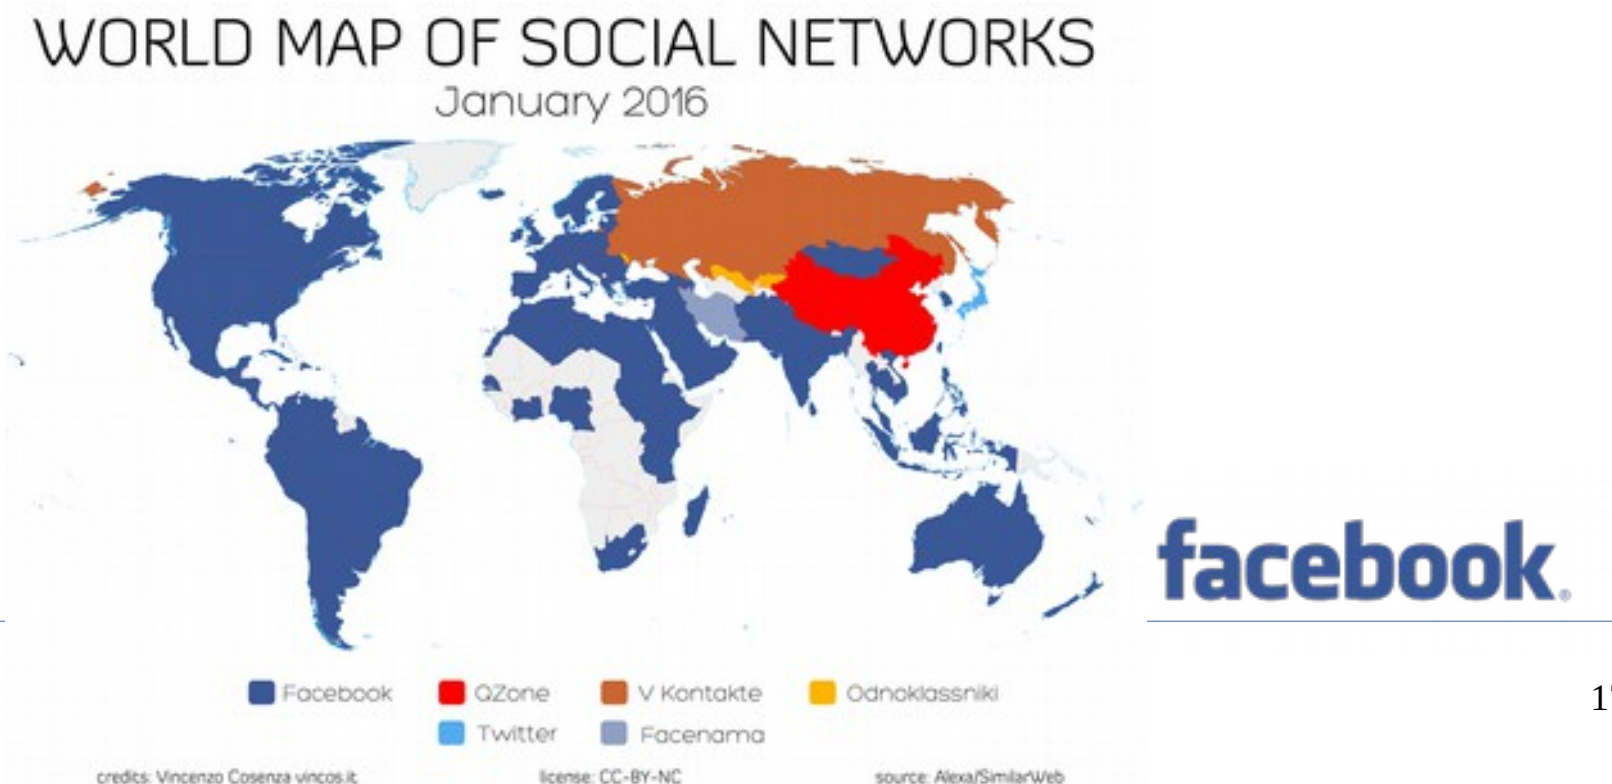 WORLD MAP OF SOCIAL NETWORKS
January 2016
facebook®
Facebook QZone V Kontakte Odnoklassniki
Twitter Facenama
credits: Vincenzo Cosenza vincos.it license: CC-BY-NC source: Alexa/SimilarWeb